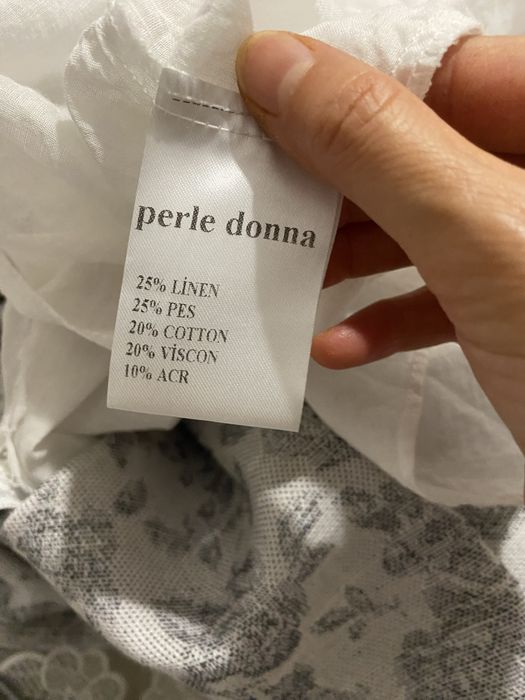 perle donna
25% LİNEN
25% PES
20% COTTON
20% VİSCON
10% ACR